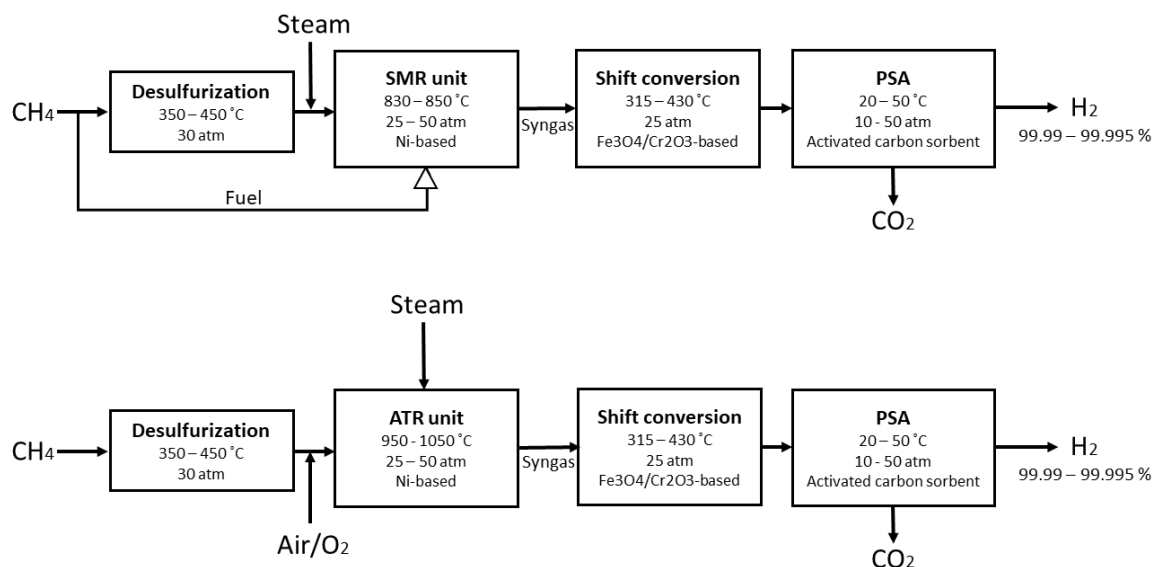 Steam
CH4
Desulfurization
350 – 450 ˚C
30 atm
SMR unit
830 – 850 ˚C
25 – 50 atm
Ni-based
Syngas
Shift conversion
315 – 430 ˚C
25 atm
Fe3O4/Cr2O3-based
PSA
20 – 50 ˚C
10 - 50 atm
Activated carbon sorbent
H2
99.99 – 99.995 %
Fuel
CO2
Steam
CH4
Desulfurization
350 – 450 ˚C
30 atm
Air/O2
ATR unit
950 - 1050 ˚C
25 – 50 atm
Ni-based
Syngas
Shift conversion
315 – 430 ˚C
25 atm
Fe3O4/Cr2O3-based
PSA
20 – 50 ˚C
10 - 50 atm
Activated carbon sorbent
H2
99.99 – 99.995 %
CO2